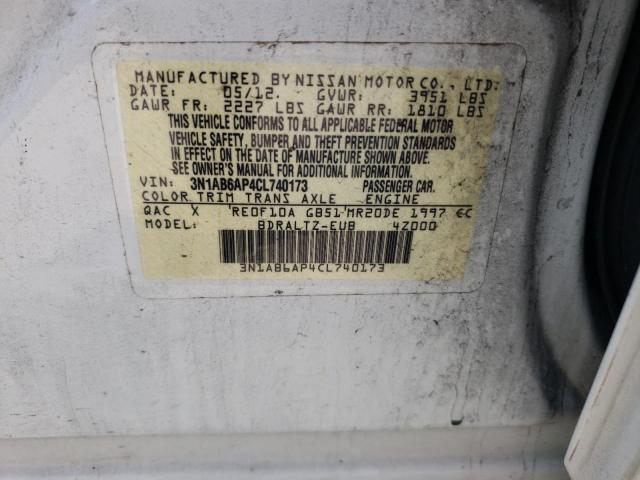 MANUFACTURED BY NISSAN MOTOR CO., LTD.
DATE: 05/12. GVWR: 3951 LBS
GAWR FR: 2227 LBS GAWR RR: 1810 LBS
THIS VEHICLE CONFORMS TO ALL APPLICABLE FEDERAL MOTOR
VEHICLE SAFETY, BUMPER AND THEFT PREVENTION STANDARDS
IN EFFECT ON THE DATE OF MANUFACTURE SHOWN ABOVE.
SEE OWNER'S MANUAL FOR ADDITIONAL INFORMATION.
VIN: 3N1AB6AP4CL740173 PASSENGER CAR.
COLOR TRIM TRANS AXLE ENGINE
QAC X RE0F10A GB51 MR20DE 1997 CC
MODEL: BDRALTZ-EUB 4Z000
3N1AB6AP4CL740173